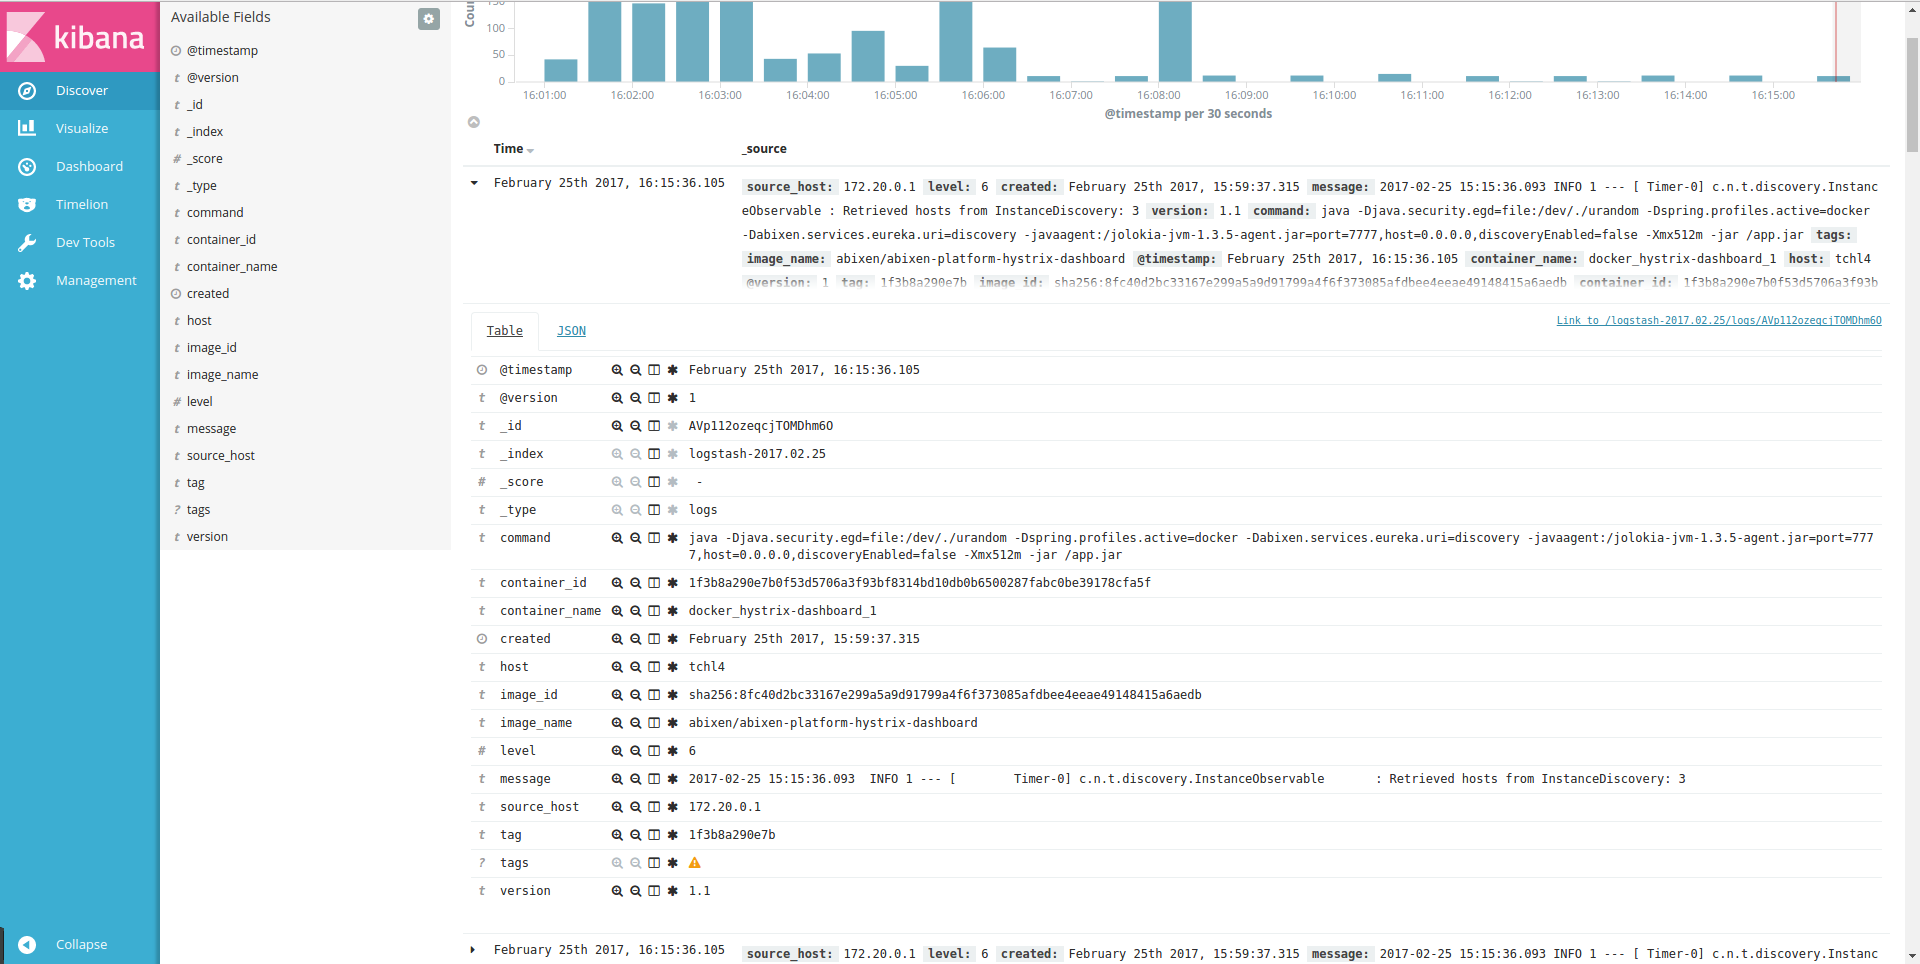 kibana
Discover
Visualize
Dashboard
Timelion
Dev Tools
Management
Collapse
Available Fields
@timestamp
t @version
t _id
t _index
# _score
t _type
t command
t container_id
t container_name
created
t host
t image_id
t image_name
# level
t message
t source_host
t tag
? tags
t version
150
100
50
0
16:01:00 16:02:00 16:03:00 16:04:00 16:05:00 16:06:00 16:07:00 16:08:00 16:09:00 16:10:00 16:11:00 16:12:00 16:13:00 16:14:00 16:15:00
@timestamp per 30 seconds
Time _source
February 25th 2017, 16:15:36.105
source_host: 172.20.0.1 level: 6 created: February 25th 2017, 15:59:37.315 message: 2017-02-25 15:15:36.093 INFO 1 --- [ Timer-0] c.n.t.discovery.Instanc
eObservable : Retrieved hosts from InstanceDiscovery: 3 version: 1.1 command: java -Djava.security.egd=file:/dev/./urandom -Dspring.profiles.active=docker
-Dabixen.services.eureka.uri=discovery -javaagent:/jolokia-jvm-1.3.5-agent.jar=port=7777,host=0.0.0.0,discoveryEnabled=false -Xmx512m -jar /app.jar tags:
image_name: abixen/abixen-platform-hystrix-dashboard @timestamp: February 25th 2017, 16:15:36.105 container_name: docker_hystrix-dashboard_1 host: tchl4
@version: 1 tag: 1f3b8a290e7b image_id: sha256:8fc40d2bc33167e299a5a9d91799a4f6f373085afdbee4eeae49148415a6aedb container_id: 1f3b8a290e7b0f53d5706a3f93b
Table JSON
Link to /logstash-2017.02.25/logs/AVp112ozeqcjTOMDhm6O
@timestamp February 25th 2017, 16:15:36.105
t @version 1
t _id AVp112ozeqcjTOMDhm6O
t _index logstash-2017.02.25
# _score -
t _type logs
t command java -Djava.security.egd=file:/dev/./urandom -Dspring.profiles.active=docker -Dabixen.services.eureka.uri=discovery -javaagent:/jolokia-jvm-1.3.5-agent.jar=port=777
7,host=0.0.0.0,discoveryEnabled=false -Xmx512m -jar /app.jar
t container_id 1f3b8a290e7b0f53d5706a3f93bf8314bd10db0b6500287fabc0be39178cfa5f
t container_name docker_hystrix-dashboard_1
created February 25th 2017, 15:59:37.315
t host tchl4
t image_id sha256:8fc40d2bc33167e299a5a9d91799a4f6f373085afdbee4eeae49148415a6aedb
t image_name abixen/abixen-platform-hystrix-dashboard
# level 6
t message 2017-02-25 15:15:36.093 INFO 1 --- [ Timer-0] c.n.t.discovery.InstanceObservable : Retrieved hosts from InstanceDiscovery: 3
t source_host 172.20.0.1
t tag 1f3b8a290e7b
? tags
t version 1.1
February 25th 2017, 16:15:36.105
source_host: 172.20.0.1 level: 6 created: February 25th 2017, 15:59:37.315 message: 2017-02-25 15:15:36.093 INFO 1 --- [ Timer-0] c.n.t.discovery.Instanc